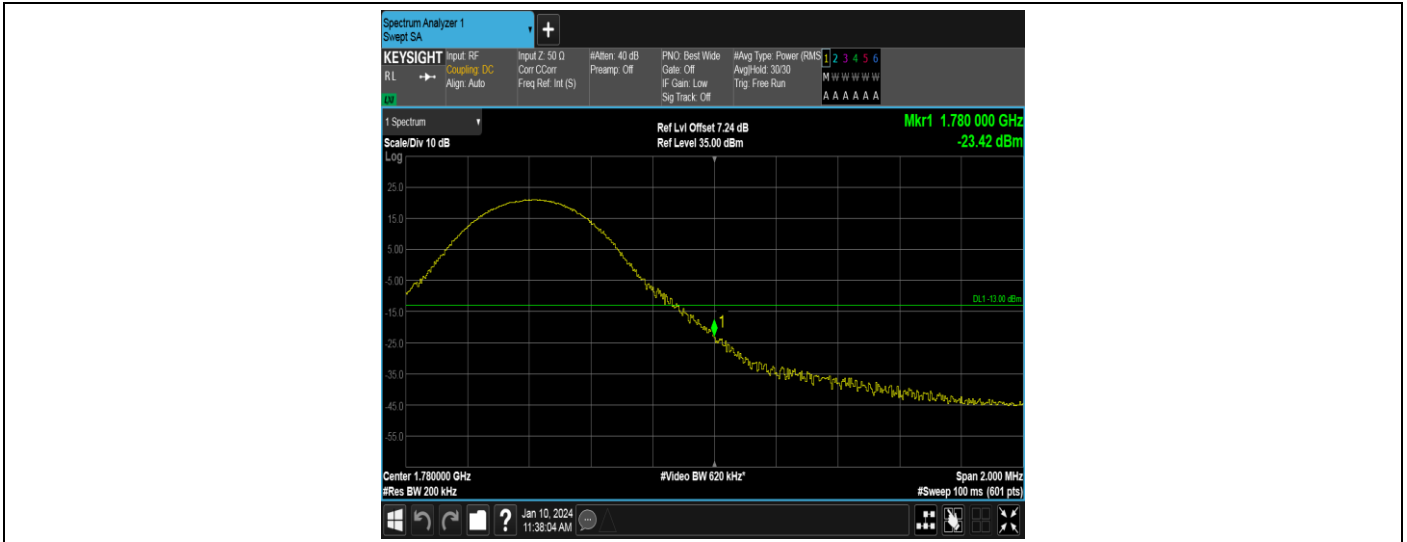 Spectrum Analyzer 1
Swept SA
+
KEYSIGHT
RL
LXI
Input: RF
Coupling: DC
Align: Auto
Input Z: 50 Ω
Corr CCorr
Freq Ref: Int (S)
#Atten: 40 dB
Preamp: Off
PNO: Best Wide
Gate: Off
IF Gain: Low
Sig Track: Off
#Avg Type: Power (RMS
Avg|Hold: 30/30
Trig: Free Run
1 2 3 4 5 6
M W W W W W
A A A A A A
1 Spectrum
Scale/Div 10 dB
Ref Lvl Offset 7.24 dB
Ref Level 35.00 dBm
Mkr1 1.780 000 GHz
-23.42 dBm
Log
25.0
15.0
5.00
-5.00
DL1 -13.00 dBm
-15.0
1
-25.0
-35.0
-45.0
-55.0
Center 1.780000 GHz
#Video BW 620 kHz*
Span 2.000 MHz
#Res BW 200 kHz
#Sweep 100 ms (601 pts)
?
Jan 10, 2024
11:38:04 AM